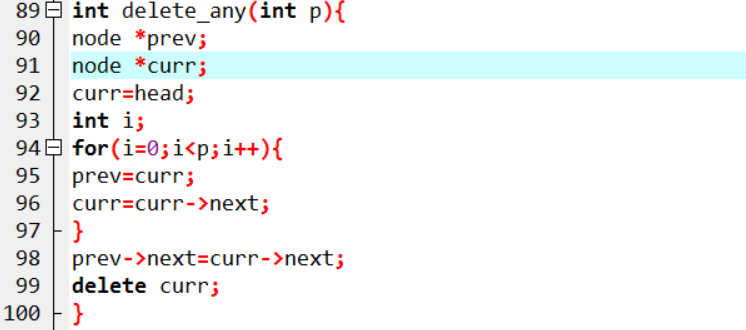 89 int delete_any(int p){
90 node *prev;
91 node *curr;
92 curr=head;
93 int i;
94 for(i=0;i<p;i++){
95 prev=curr;
96 curr=curr->next;
97 }
98 prev->next=curr->next;
99 delete curr;
100 }